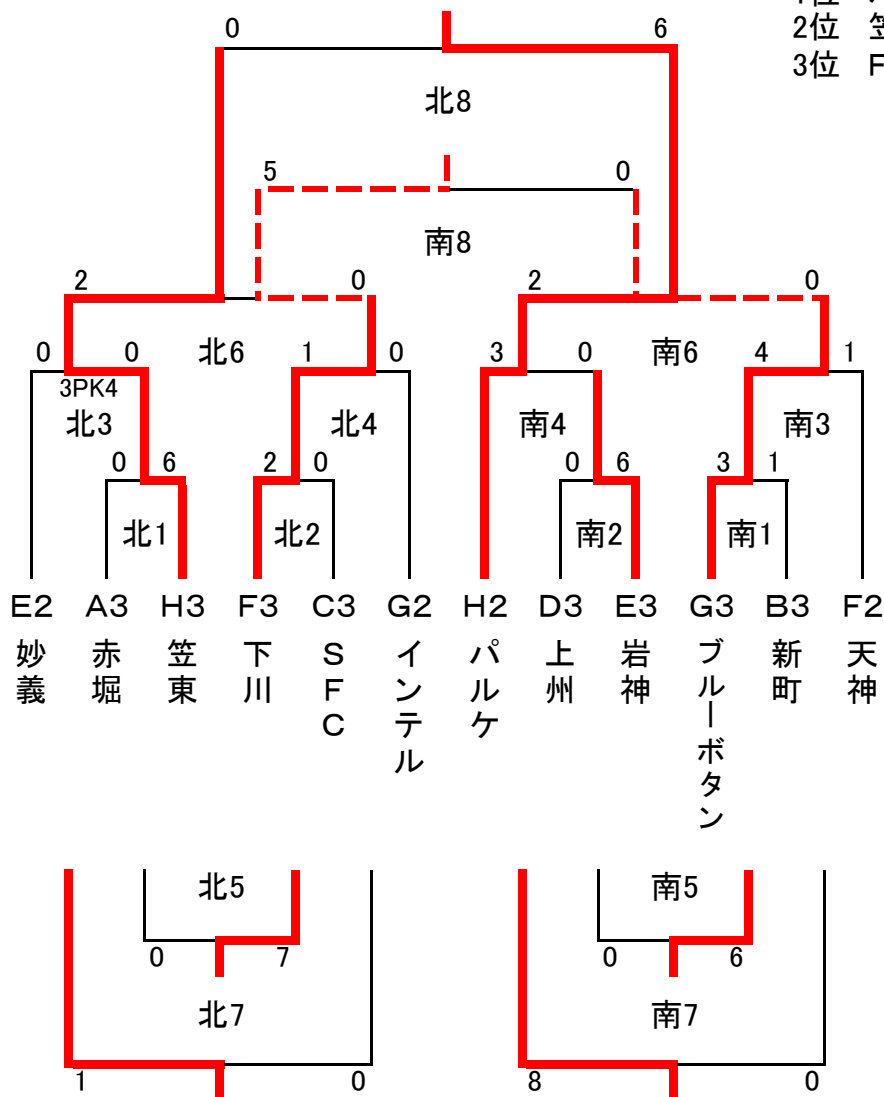 2位 笠
3位 F
0 6
北8
5 0
南8
2 0 2 0
0 0 北6 1 0 3 0 南6 4 1
3PK4
北3 北4 南4 南3
0 6 2 0 0 6 3 1
北1 北2 南2 南1
E2 A3 H3 F3 C3 G2 H2 D3 E3 G3 B3 F2
妙義
赤堀
笠東
下川
SFC
インテル
パルケ
上州
岩神
ブルーボタン
新町
天神
北5 南5
0 7 0 6
北7 南7
1 0 8 0